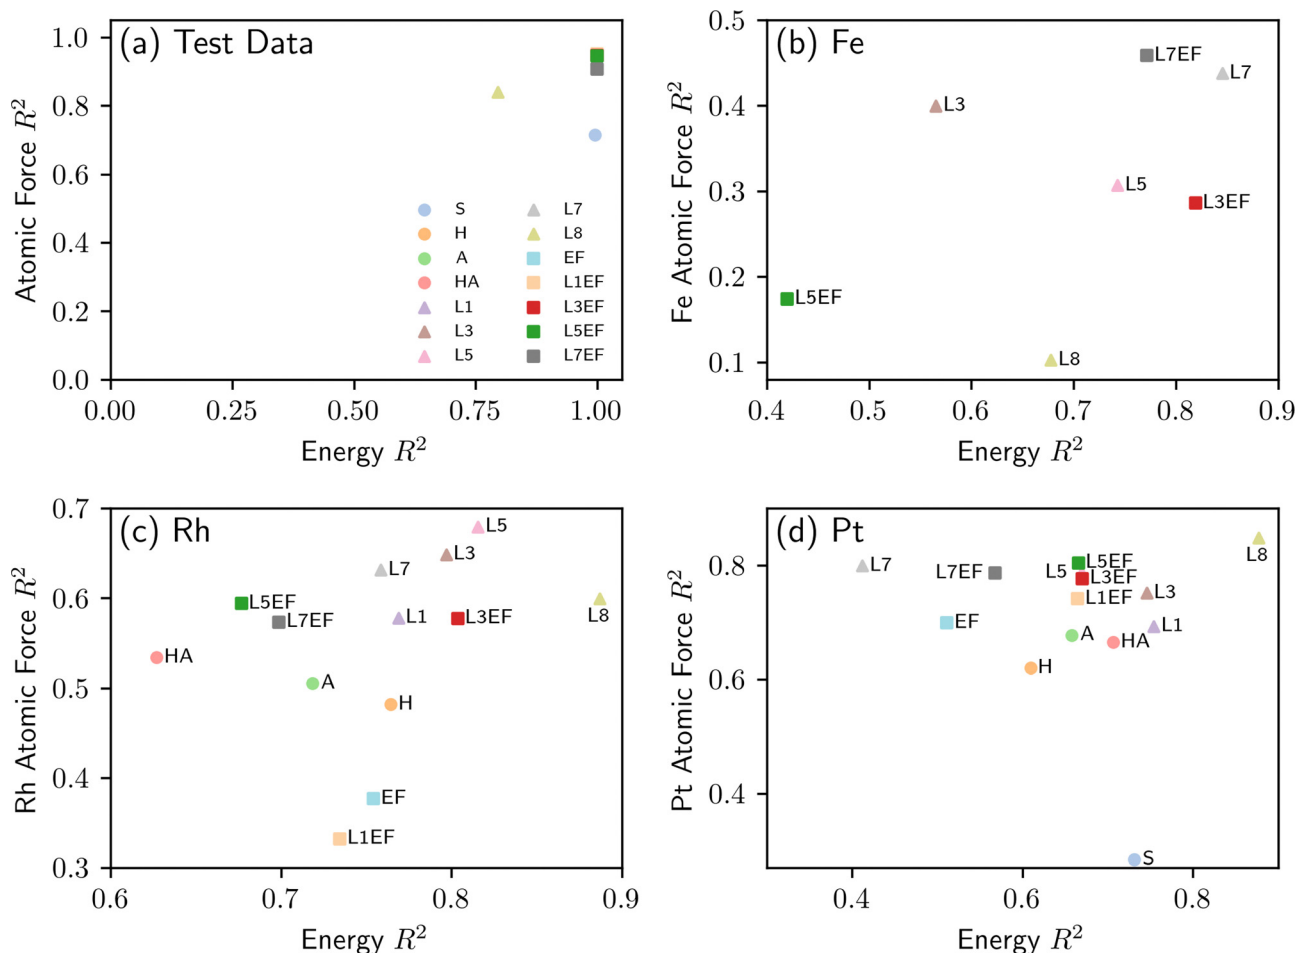 (a) Test Data
Atomic Force R²
1.0
0.8
0.6
0.4
0.2
0.0
S
H
A
HA
L1
L3
L5
L7
L8
EF
L1EF
L3EF
L5EF
L7EF
0.00 0.25 0.50 0.75 1.00
Energy R²
(b) Fe
Fe Atomic Force R²
0.5
0.4
0.3
0.2
0.1
L7EF
L7
L3
L5
L3EF
L5EF
L8
0.4 0.5 0.6 0.7 0.8 0.9
Energy R²
(c) Rh
Rh Atomic Force R²
0.7
0.6
0.5
0.4
0.3
L5
L3
L7
L5EF
L7EF
L1
L3EF
L8
HA
A
H
EF
L1EF
0.6 0.7 0.8 0.9
Energy R²
(d) Pt
Pt Atomic Force R²
0.8
0.6
0.4
L8
L7
L7EF
L5
L5EF
L3EF
L1EF
L3
EF
A
HA
L1
H
S
0.4 0.6 0.8
Energy R²